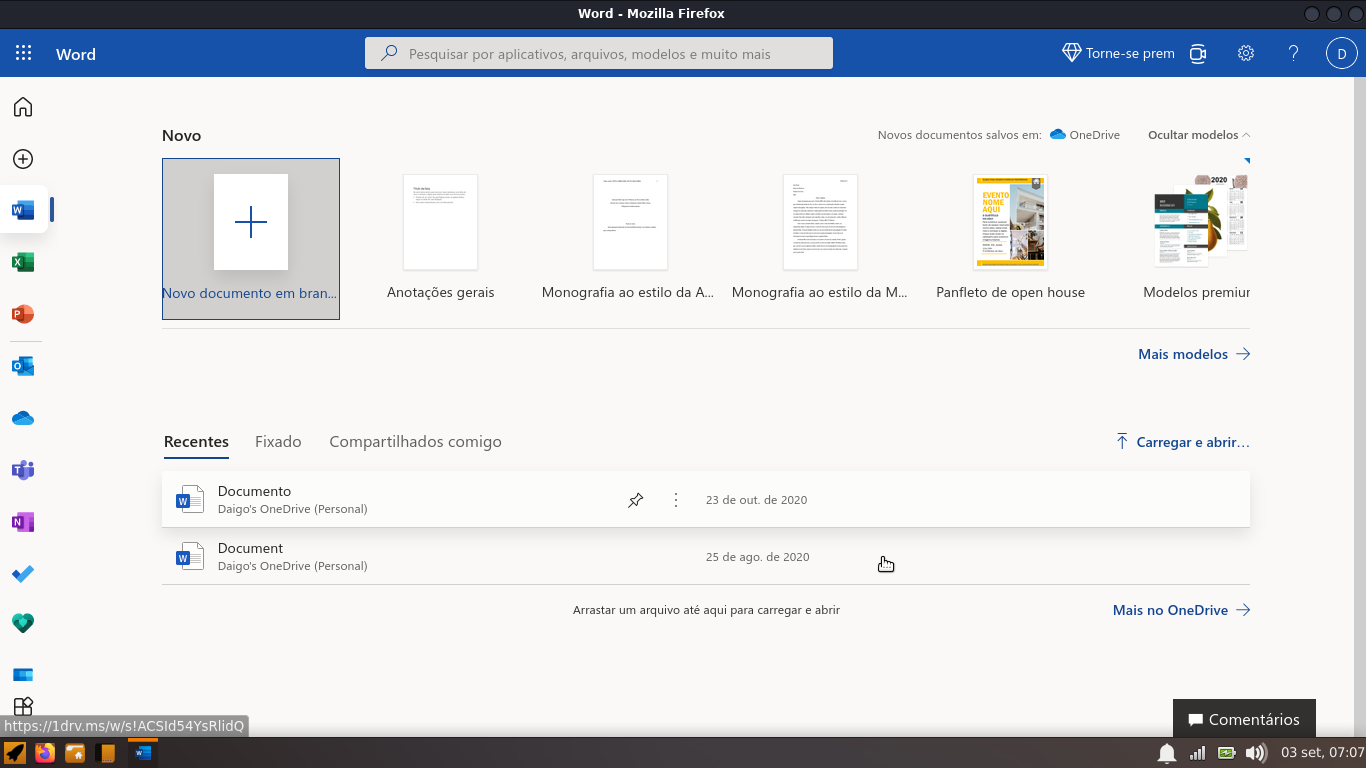 Word - Mozilla Firefox
Word
Pesquisar por aplicativos, arquivos, modelos e muito mais
Torne-se prem
?
D
Novo
Novos documentos salvos em:
OneDrive
Ocultar modelos
EVENTO
NOME
AQUI
2020
Novo documento em bran...
Anotações gerais
Monografia ao estilo da A...
Monografia ao estilo da M...
Panfleto de open house
Modelos premiur
Mais modelos
Recentes
Fixado
Compartilhados comigo
Carregar e abrir...
Documento
Daigo's OneDrive (Personal)
23 de out. de 2020
Document
Daigo's OneDrive (Personal)
25 de ago. de 2020
Arrastar um arquivo até aqui para carregar e abrir
Mais no OneDrive
Comentários
https://1drv.ms/w/s!ACSId54YsRlidQ
03 set, 07:07